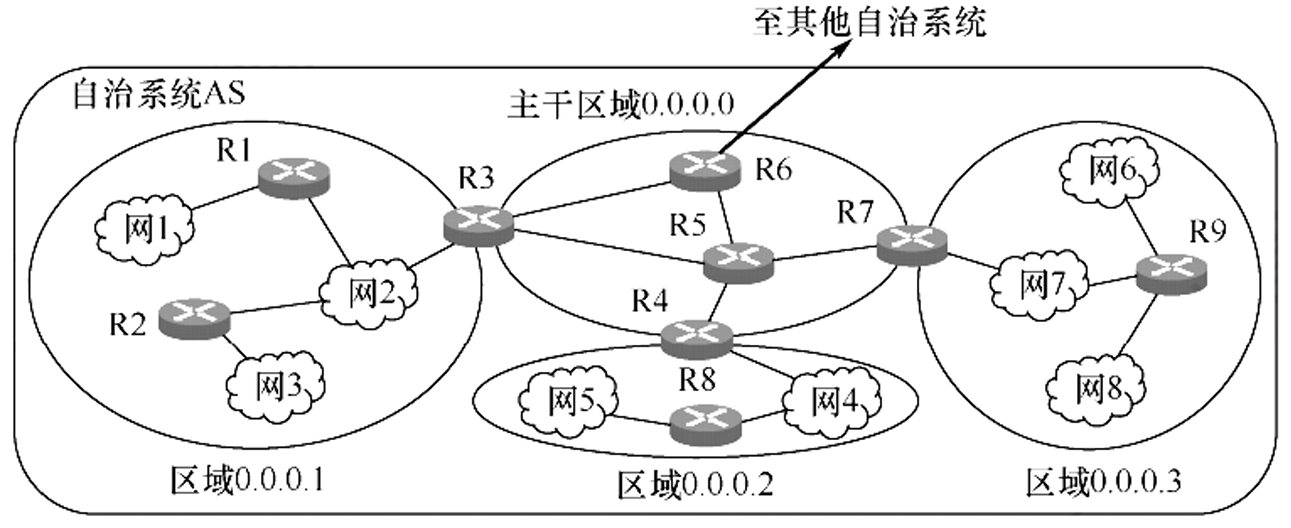 至其他自治系统
自治系统AS
主干区域0.0.0.0
R1
R3
R6
网6
网1
R5
R7
R9
网2
网7
R2
R4
网3
R8
网5
网4
网8
区域0.0.0.1
区域0.0.0.2
区域0.0.0.3